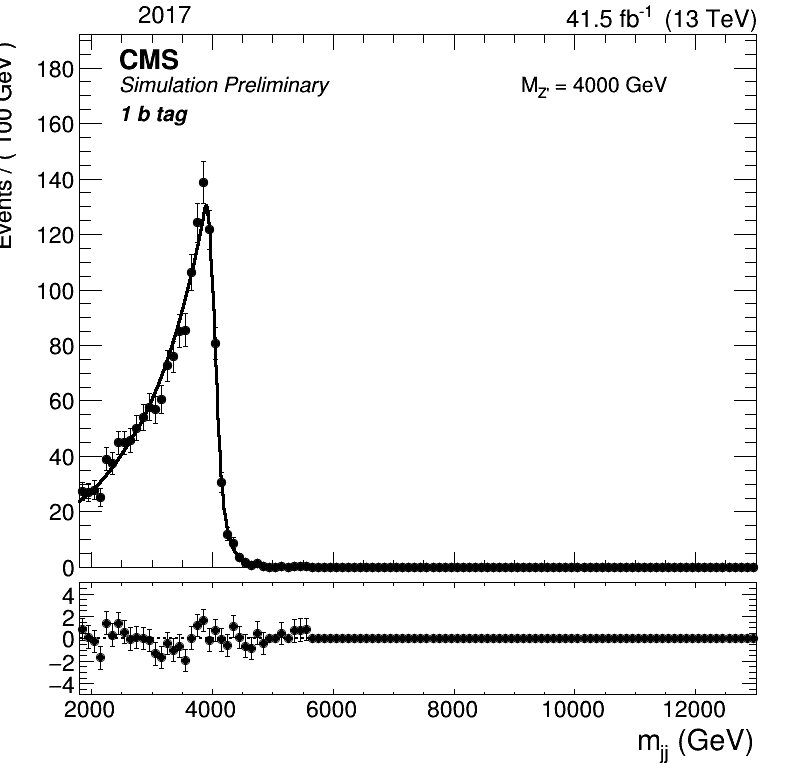 2017
41.5 fb-1 (13 TeV)
CMS
Simulation Preliminary
1 b tag
MZ' = 4000 GeV
Events / ( 100 GeV )
180
160
140
120
100
80
60
40
20
0
4
2
0
−2
−4
2000 4000 6000 8000 10000 12000
mjj (GeV)